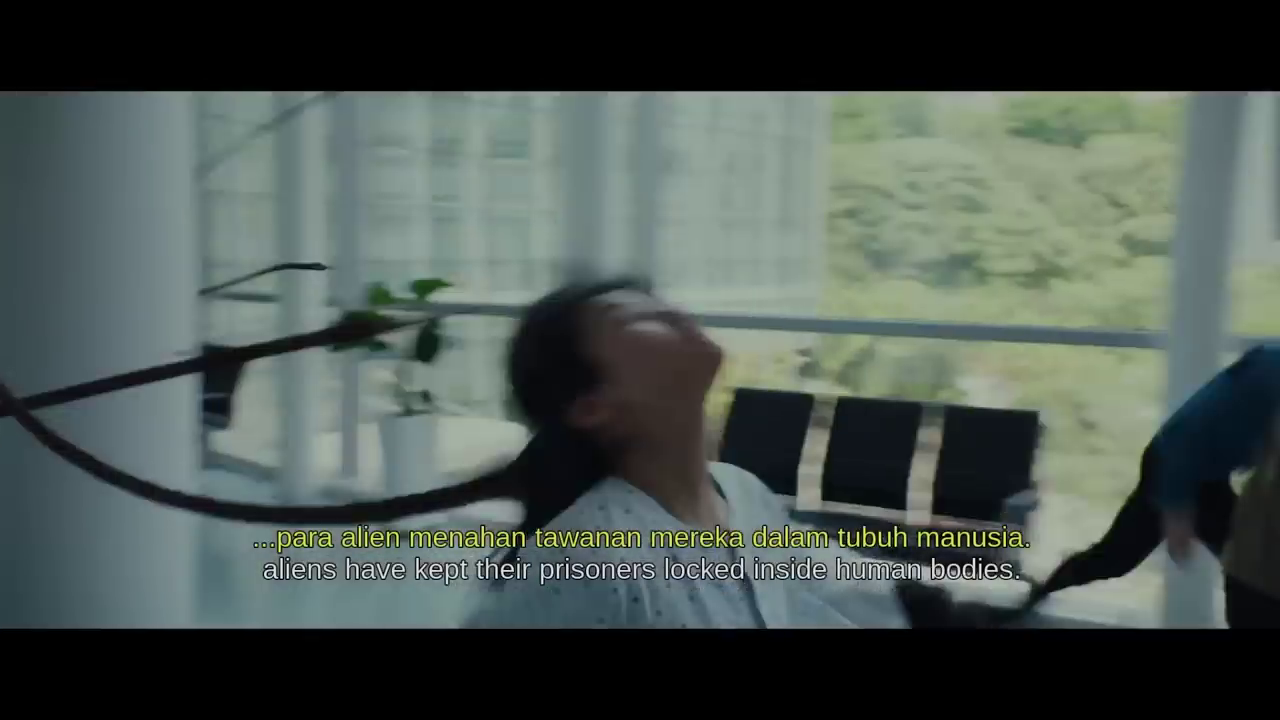 ...para alien menahan tawanan mereka dalam tubuh manusia.
aliens have kept their prisoners locked inside human bodies.